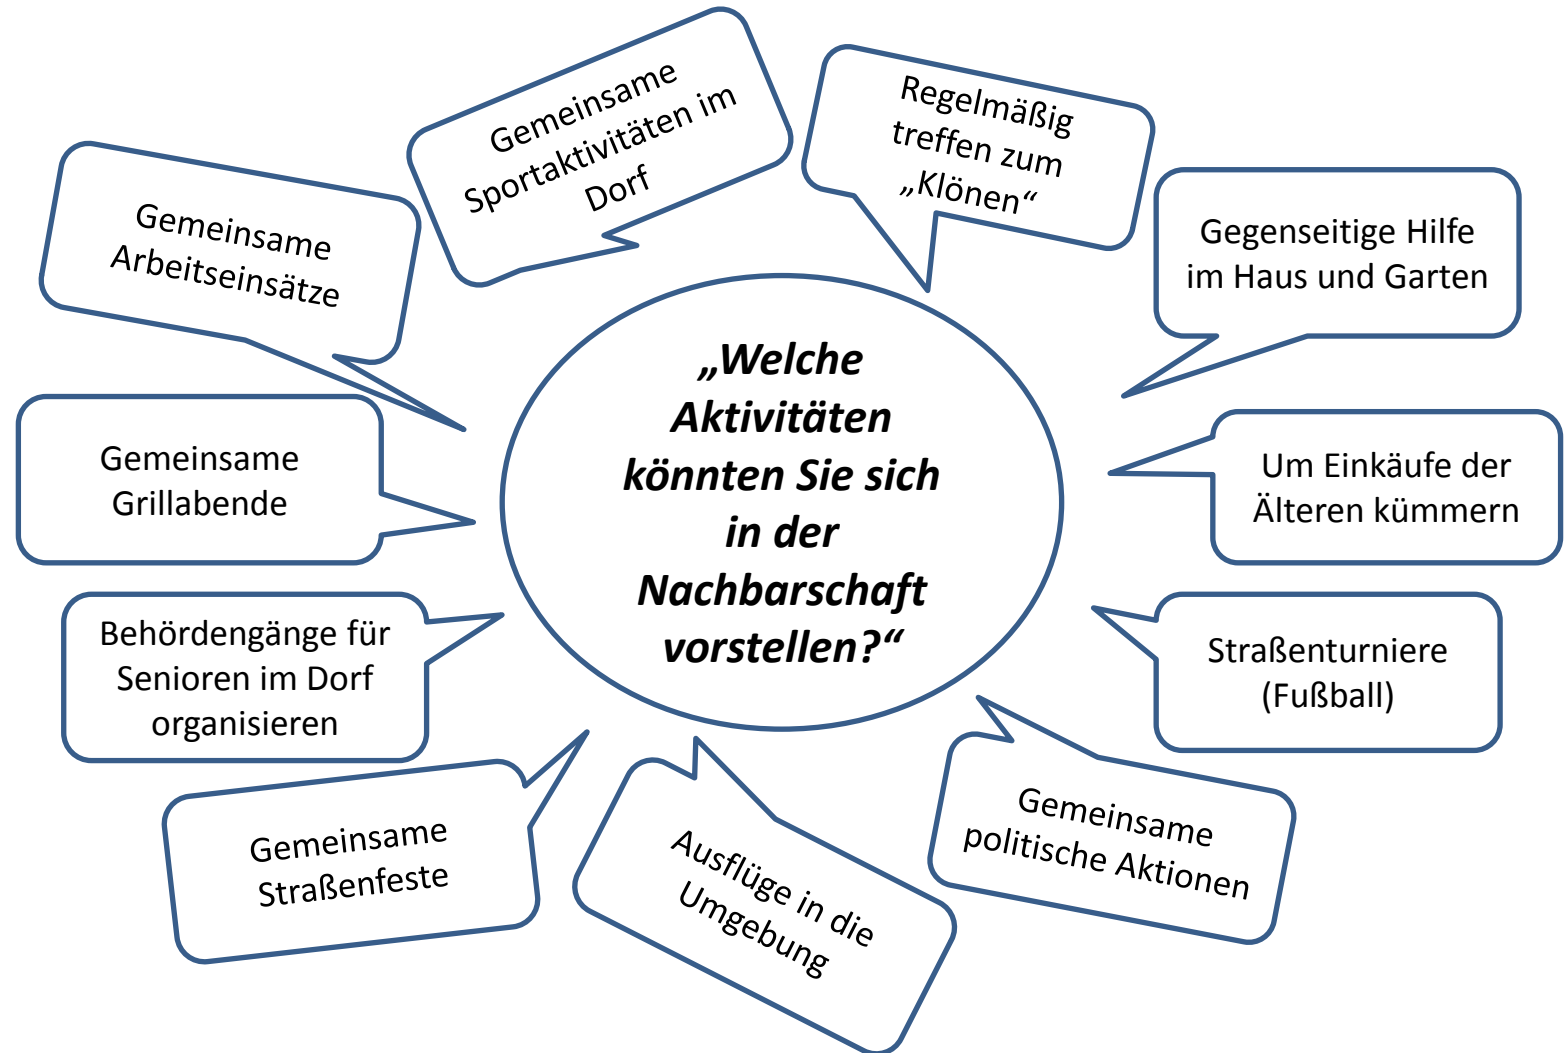 Gemeinsame
Sportaktivitäten im
Dorf
Regelmäßig
treffen zum
„Klönen“
Gemeinsame
Arbeitseinsätze
Gegenseitige Hilfe
im Haus und Garten
„Welche
Aktivitäten
könnten Sie sich
in der
Nachbarschaft
vorstellen?“
Gemeinsame
Grillabende
Um Einkäufe der
Älteren kümmern
Behördengänge für
Senioren im Dorf
organisieren
Straßenturniere
(Fußball)
Gemeinsame
Straßenfeste
Ausflüge in die
Umgebung
Gemeinsame
politische Aktionen